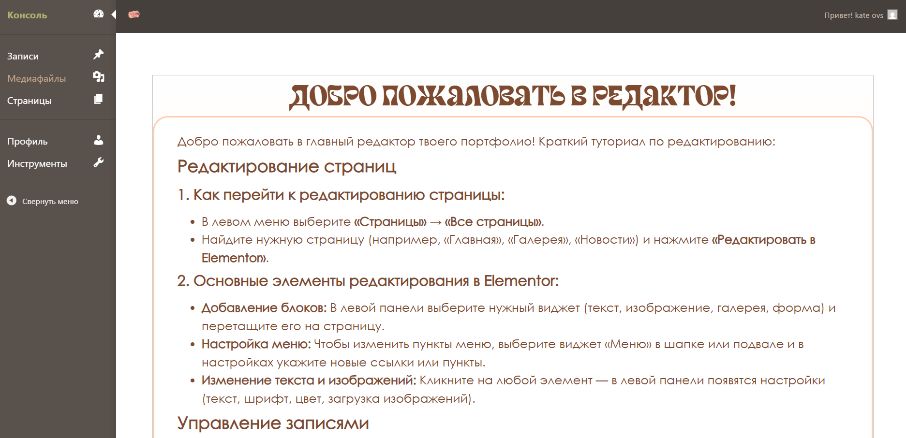 Консоль
Привет! kate ovs
Записи
Медиафайлы
Страницы
Профиль
Инструменты
Свернуть меню
ДОБРО ПОЖАЛОВАТЬ В РЕДАКТОР!
Добро пожаловать в главный редактор твоего портфолио! Краткий туториал по редактированию:
Редактирование страниц
1. Как перейти к редактированию страницы:
• В левом меню выберите «Страницы» → «Все страницы».
• Найдите нужную страницу (например, «Главная», «Галерея», «Новости») и нажмите «Редактировать в
Elementor».
2. Основные элементы редактирования в Elementor:
• Добавление блоков: В левой панели выберите нужный виджет (текст, изображение, галерея, форма) и
перетащите его на страницу.
• Настройка меню: Чтобы изменить пункты меню, выберите виджет «Меню» в шапке или подвале и в
настройках укажите новые ссылки или пункты.
• Изменение текста и изображений: Кликните на любой элемент — в левой панели появятся настройки
(текст, шрифт, цвет, загрузка изображений).
Управление записями